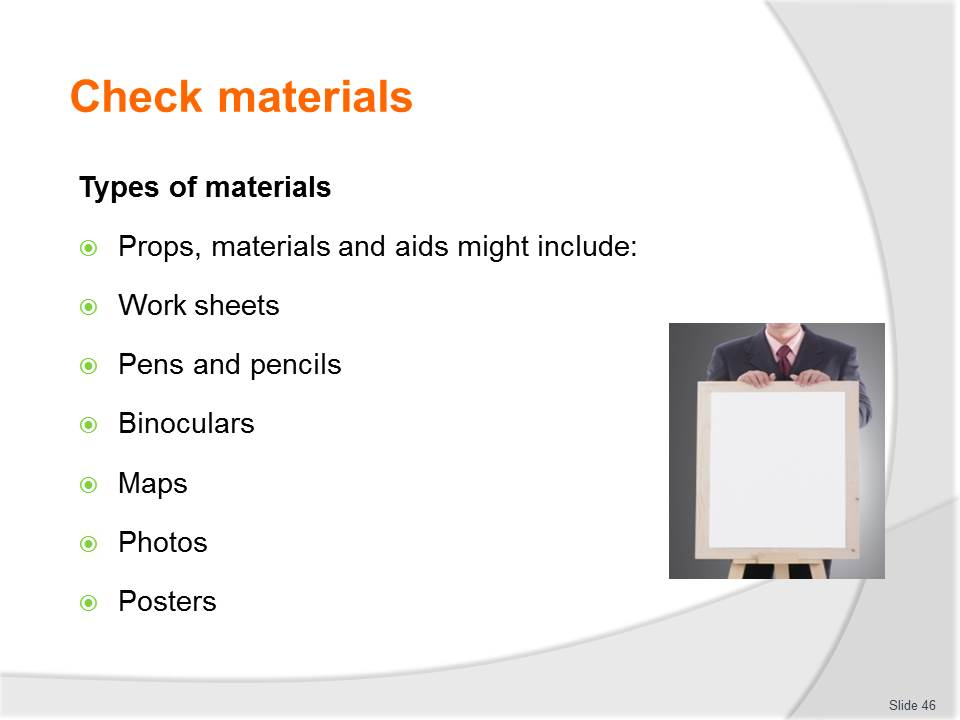 Check materials
Types of materials
Props, materials and aids might include:
Work sheets
Pens and pencils
Binoculars
Maps
Photos
Posters
Slide 46